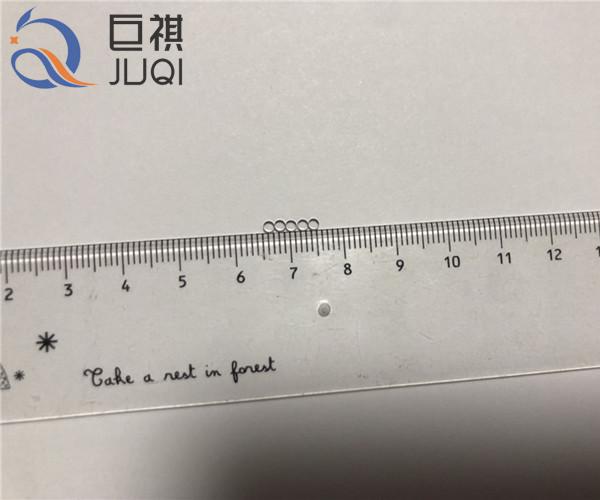 巨祺
JUQI
2 3 4 5 6 7 8 9 10 11 12
Take a rest in forest